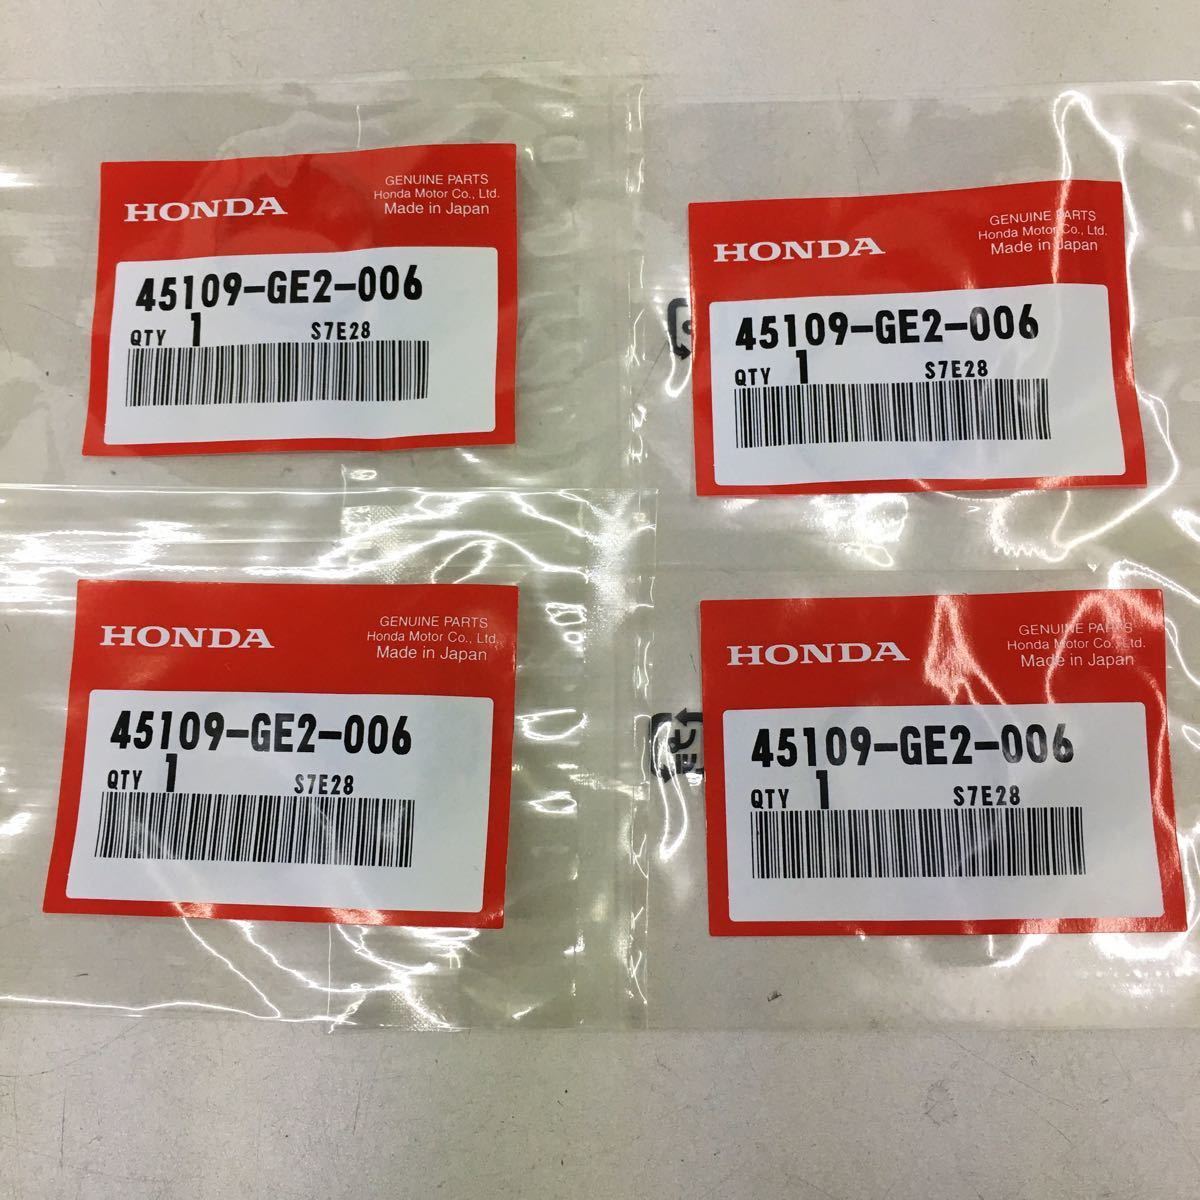 HONDA
GENUINE PARTS
Honda Motor Co., Ltd.
Made in Japan
45109-GE2-006
QTY 1 S7E28
HONDA
GENUINE PARTS
Honda Motor Co., Ltd.
Made in Japan
45109-GE2-006
QTY 1 S7E28
HONDA
GENUINE PARTS
Honda Motor Co., Ltd.
Made in Japan
45109-GE2-006
QTY 1 S7E28
HONDA
GENUINE PARTS
Honda Motor Co., Ltd.
Made in Japan
45109-GE2-006
QTY 1 S7E28